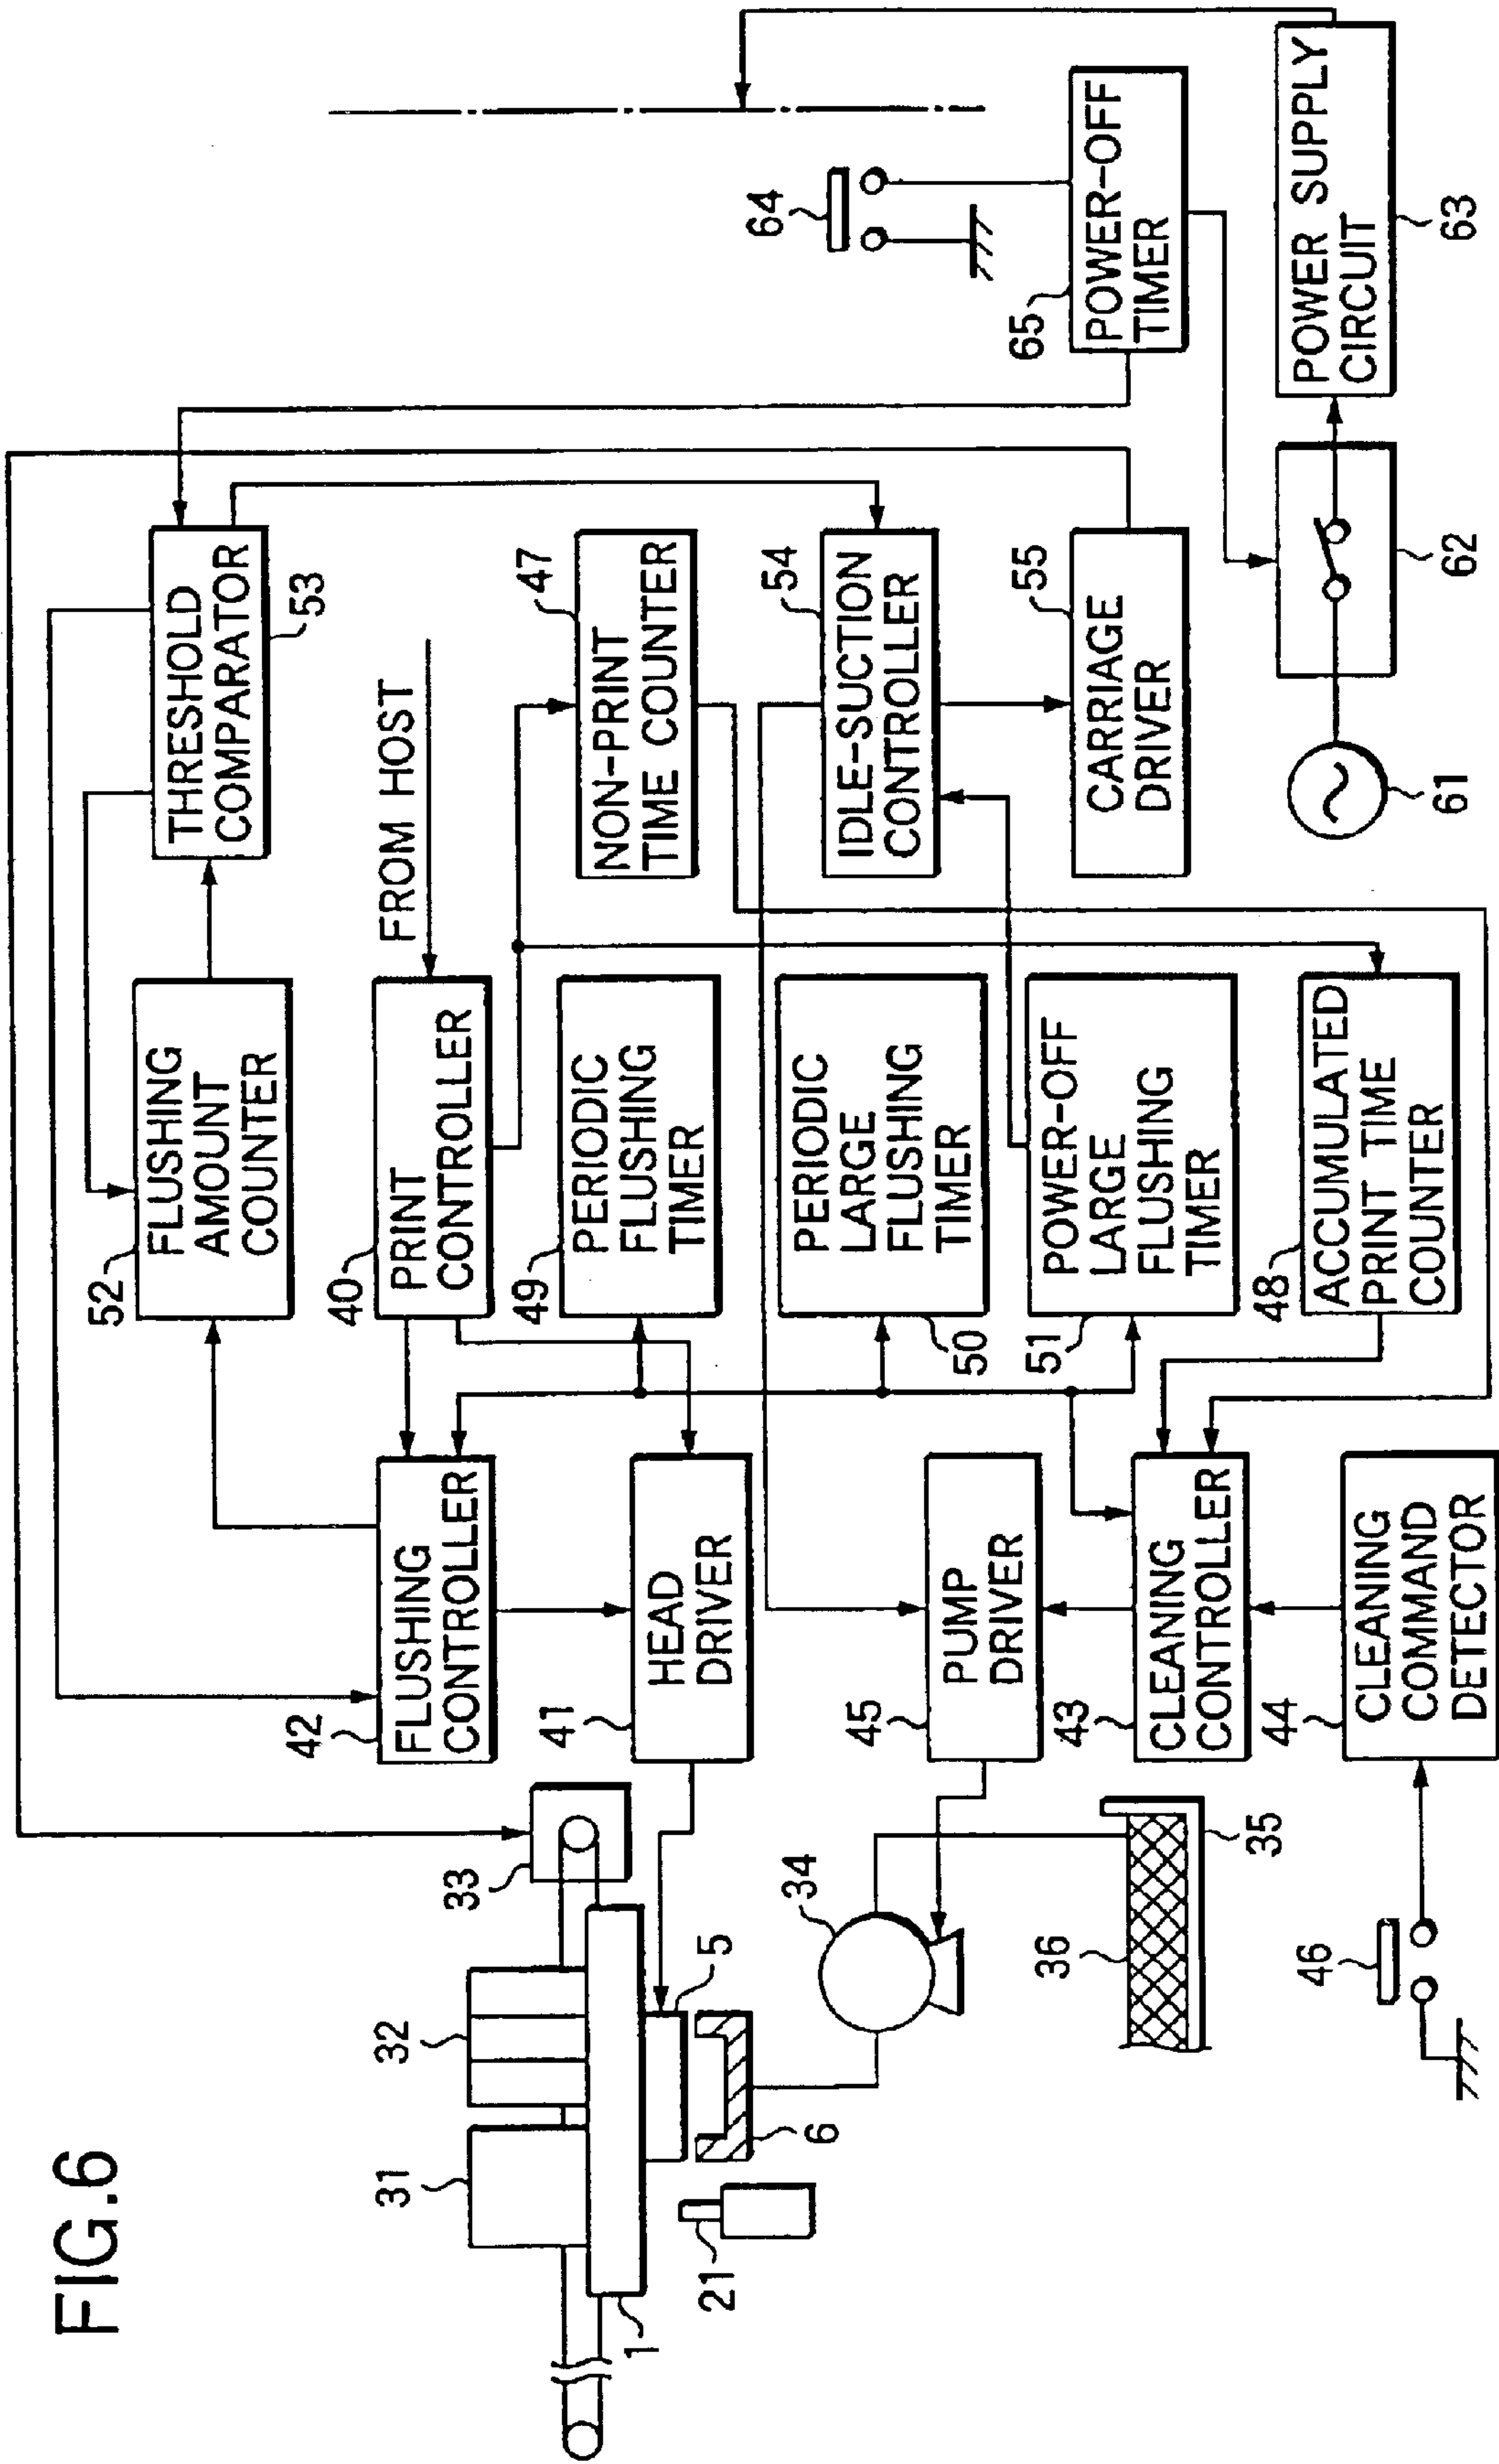 FIG.6
31
32
33
1
5
6
21
34
35
36
46
FLUSHING
CONTROLLER
42
HEAD
DRIVER
41
PUMP
DRIVER
45
CLEANING
CONTROLLER
43
CLEANING
COMMAND
DETECTOR
44
FLUSHING
AMOUNT
COUNTER
52
PRINT
CONTROLLER
40
FROM HOST
PERIODIC
FLUSHING
TIMER
49
PERIODIC
LARGE
FLUSHING
TIMER
50
POWER-OFF
LARGE
FLUSHING
TIMER
51
ACCUMULATED
PRINT TIME
COUNTER
48
THRESHOLD
COMPARATOR
53
NON-PRINT
TIME COUNTER
47
IDLE-SUCTION
CONTROLLER
54
CARRIAGE
DRIVER
55
61
62
64
POWER-OFF
TIMER
65
POWER SUPPLY
CIRCUIT
63